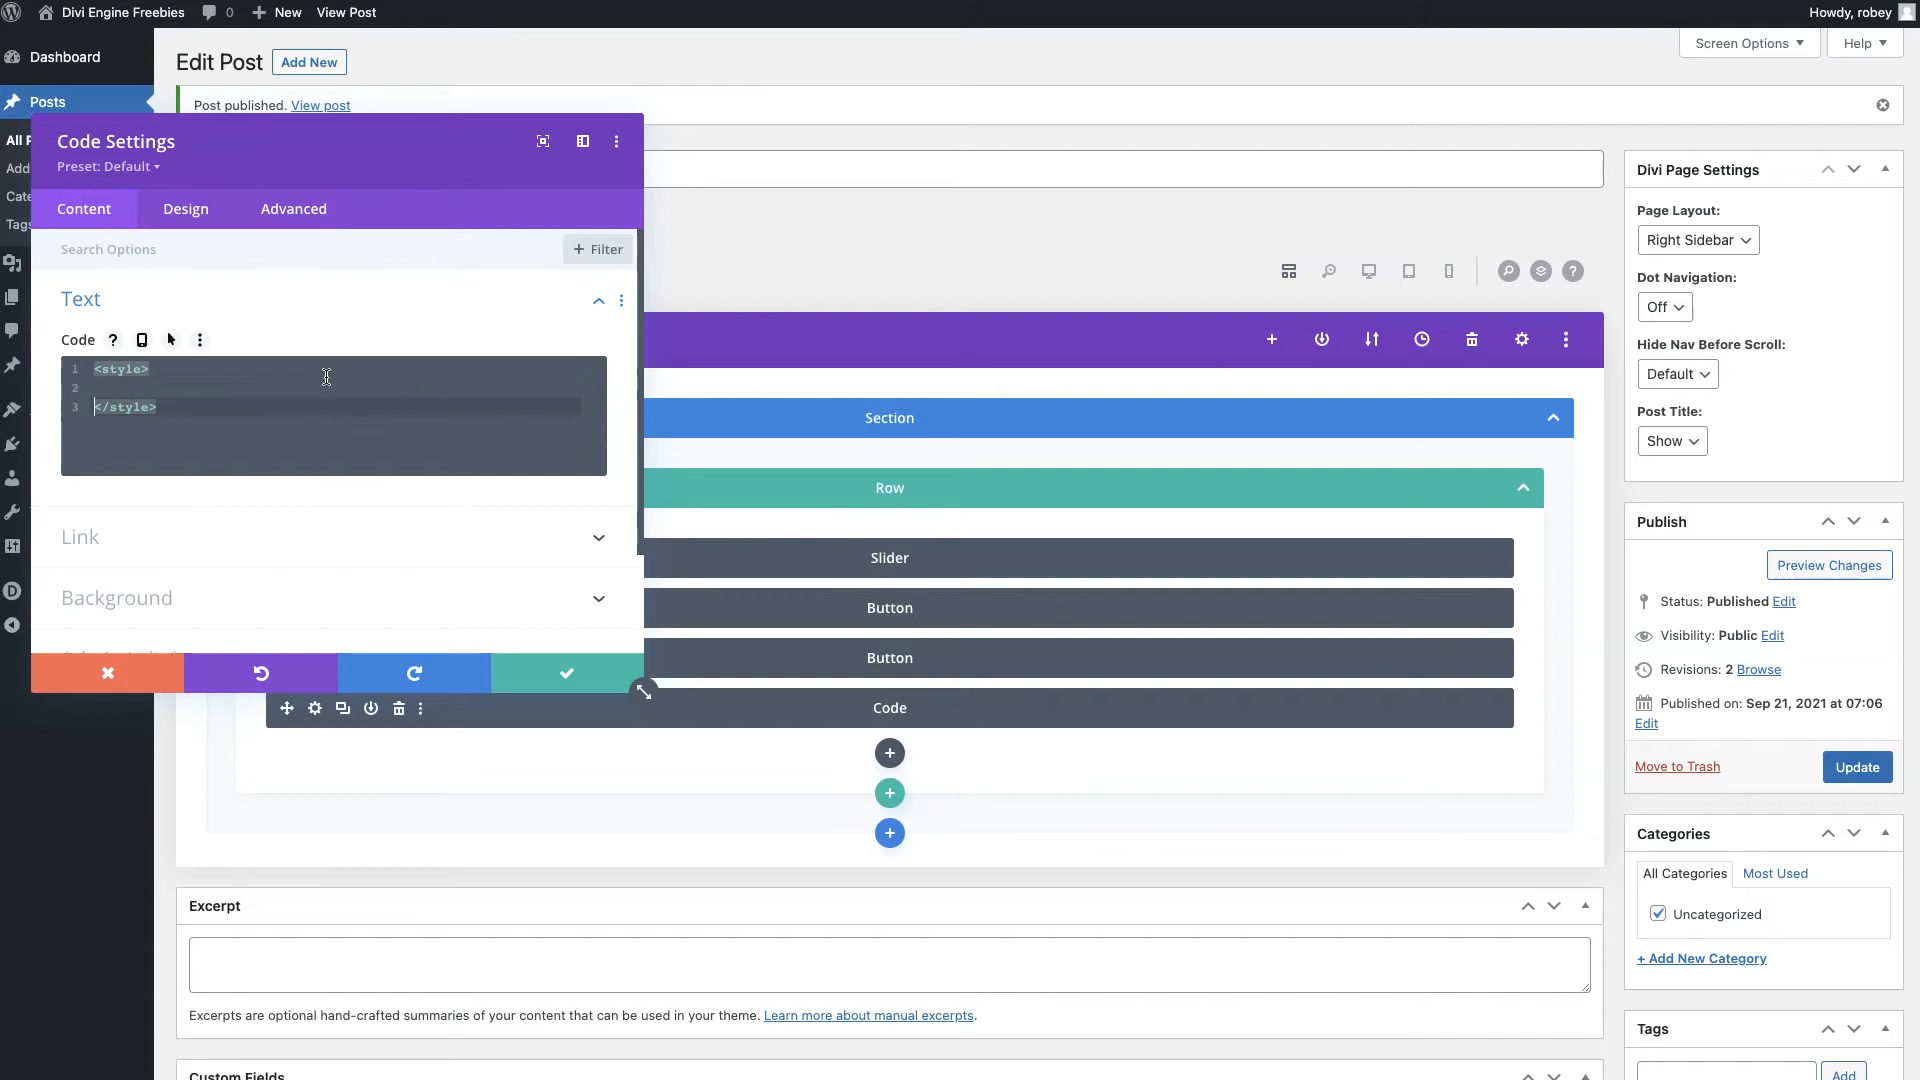 Divi Engine Freebies
0
New
View Post
Howdy, robey
Dashboard
Posts
Edit Post
Add New
Screen Options
Help
Post published. View post
Code Settings
Preset: Default
Content
Design
Advanced
Search Options
+ Filter
Text
Code
1 <style>
2
3 </style>
Link
Background
All
Add
Cate
Tags
Section
Row
Slider
Button
Button
Code
Excerpt
Excerpts are optional hand-crafted summaries of your content that can be used in your theme. Learn more about manual excerpts.
Custom Fields
Divi Page Settings
Page Layout:
Right Sidebar
Dot Navigation:
Off
Hide Nav Before Scroll:
Default
Post Title:
Show
Publish
Preview Changes
Status: Published Edit
Visibility: Public Edit
Revisions: 2 Browse
Published on: Sep 21, 2021 at 07:06
Edit
Move to Trash
Update
Categories
All Categories
Most Used
Uncategorized
+ Add New Category
Tags
Add